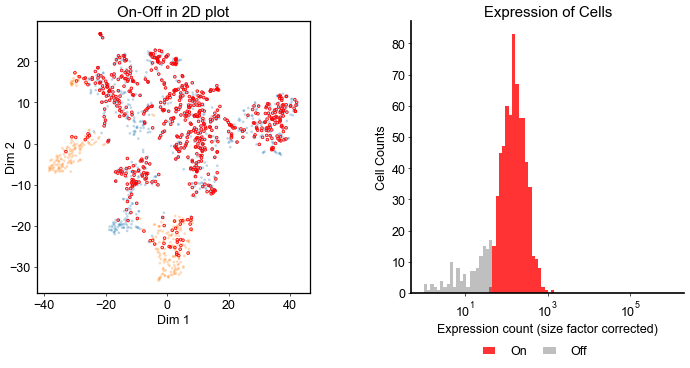 On-Off in 2D plot
Dim 2
20
10
0
−10
−20
−30
−40
−20
0
20
40
Dim 1
Expression of Cells
Cell Counts
80
70
60
50
40
30
20
10
0
10^1
10^3
10^5
Expression count (size factor corrected)
On
Off